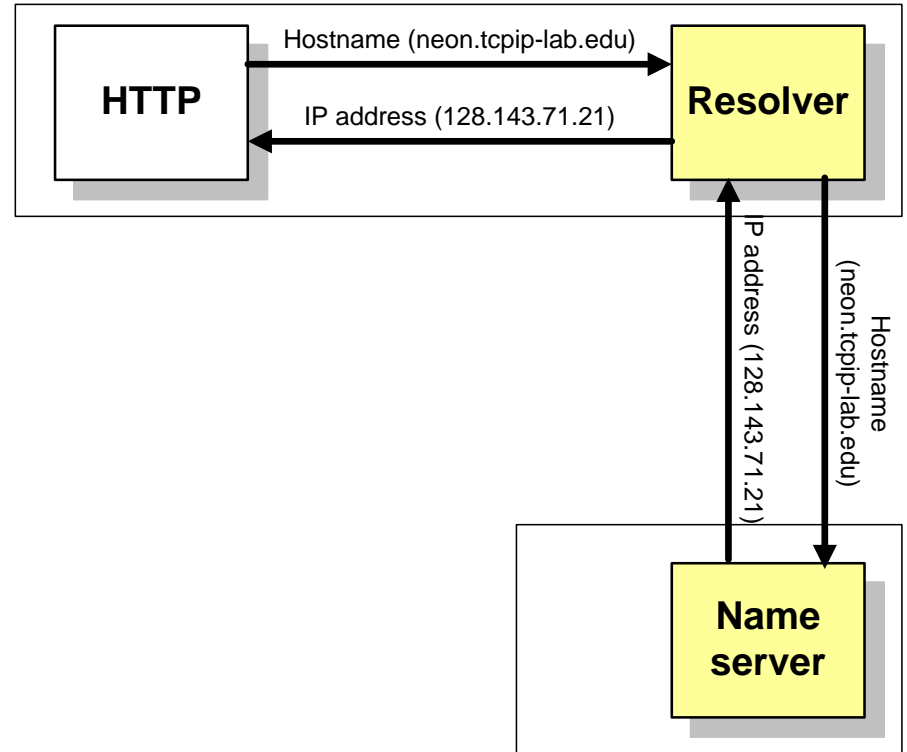 Hostname (neon.tcpip-lab.edu)
HTTP
Resolver
IP address (128.143.71.21)
IP address (128.143.71.21)
Hostname
(neon.tcpip-lab.edu)
Name
server